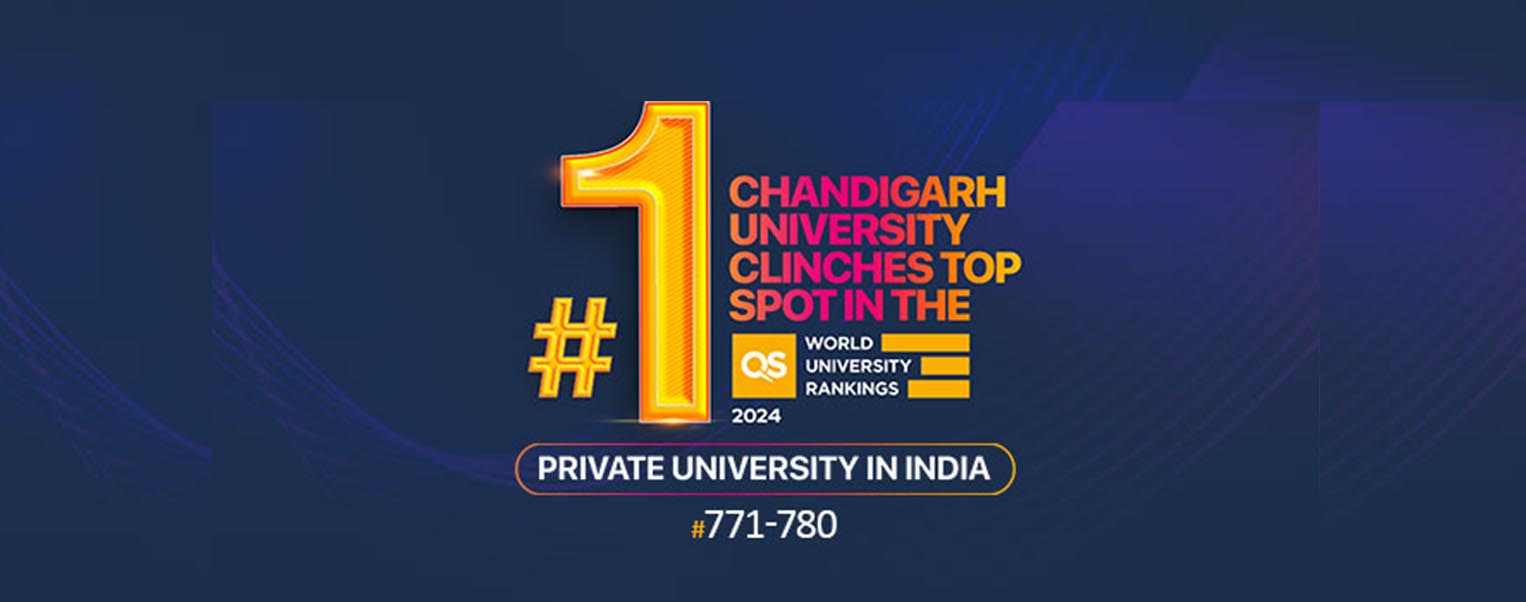 #1
CHANDIGARH
UNIVERSITY
CLINCHES TOP
SPOT IN THE
QS
WORLD
UNIVERSITY
RANKINGS
2024
PRIVATE UNIVERSITY IN INDIA
#771-780